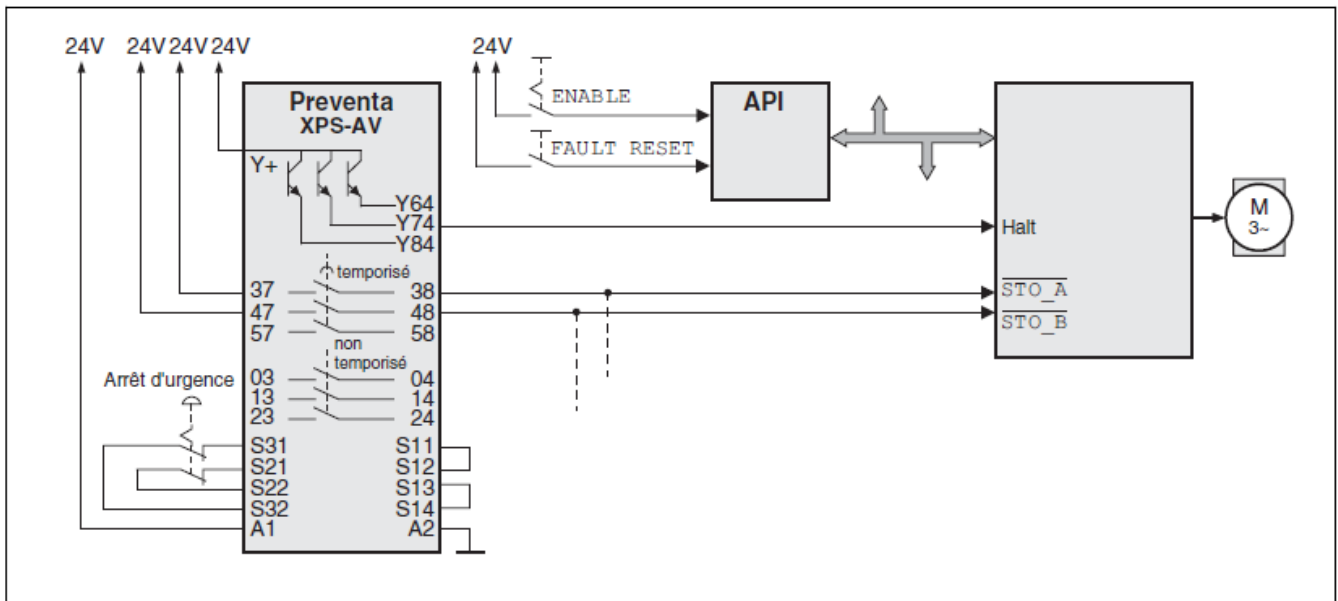 24V 24V 24V 24V 24V
Preventa
XPS-AV
ENABLE
API
FAULT RESET
Y+
Y64
Y74
Y84
Halt
M
3~
temporisé
37 38
47 48
57 58
STO_A
STO_B
non
temporisé
Arrêt d'urgence
03 04
13 14
23 24
S31 S11
S21 S12
S22 S13
S32 S14
A1 A2